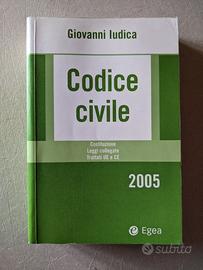 Giovanni Iudica
Codice
civile
Costituzione
Leggi collegate
Trattati UE e CE
2005
e Egea
Subito